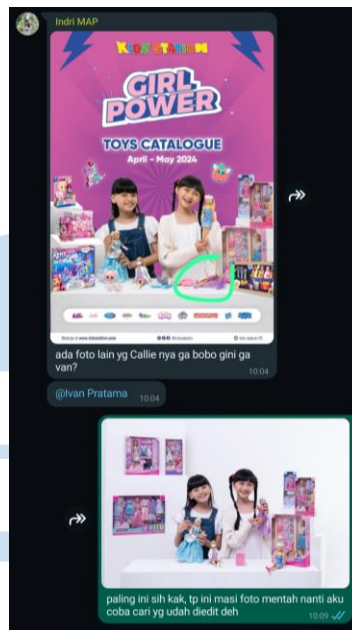 Indri MAP
KIDZ STATION
GIRL
POWER
TOYS CATALOGUE
April - May 2024
ada foto lain yg Callie nya ga bobo gini ga
van?
10:04
@Ivan Pratama
10:04
paling ini sih kak, tp ini masi foto mentah nanti aku
coba cari yg udah diedit deh
10:09